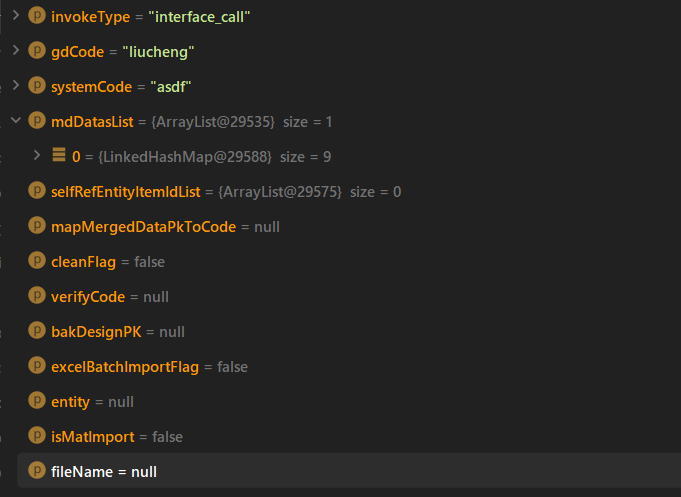 invokeType = "interface_call"
gdCode = "liucheng"
systemCode = "asdf"
mdDatasList = {ArrayList@29535} size = 1
0 = {LinkedHashMap@29588} size = 9
selfRefEntityItemIdList = {ArrayList@29575} size = 0
mapMergedDataPkToCode = null
cleanFlag = false
verifyCode = null
bakDesignPK = null
excelBatchImportFlag = false
entity = null
isMatImport = false
fileName = null